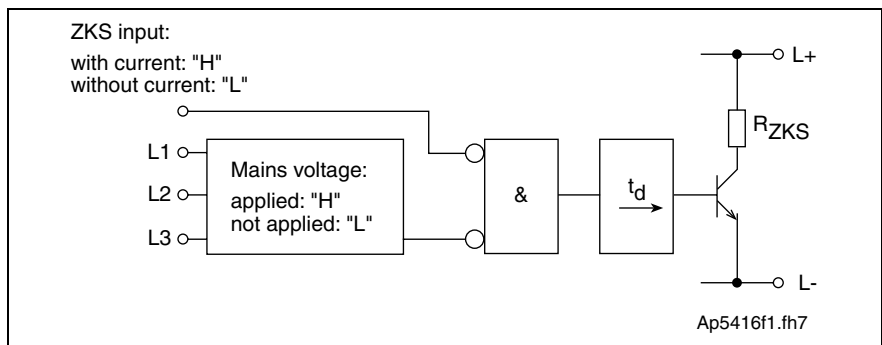 ZKS input:
with current: "H"
without current: "L"
L1
L2
L3
Mains voltage:
applied: "H"
not applied: "L"
&
td
RZKS
L+
L-
Ap5416f1.fh7